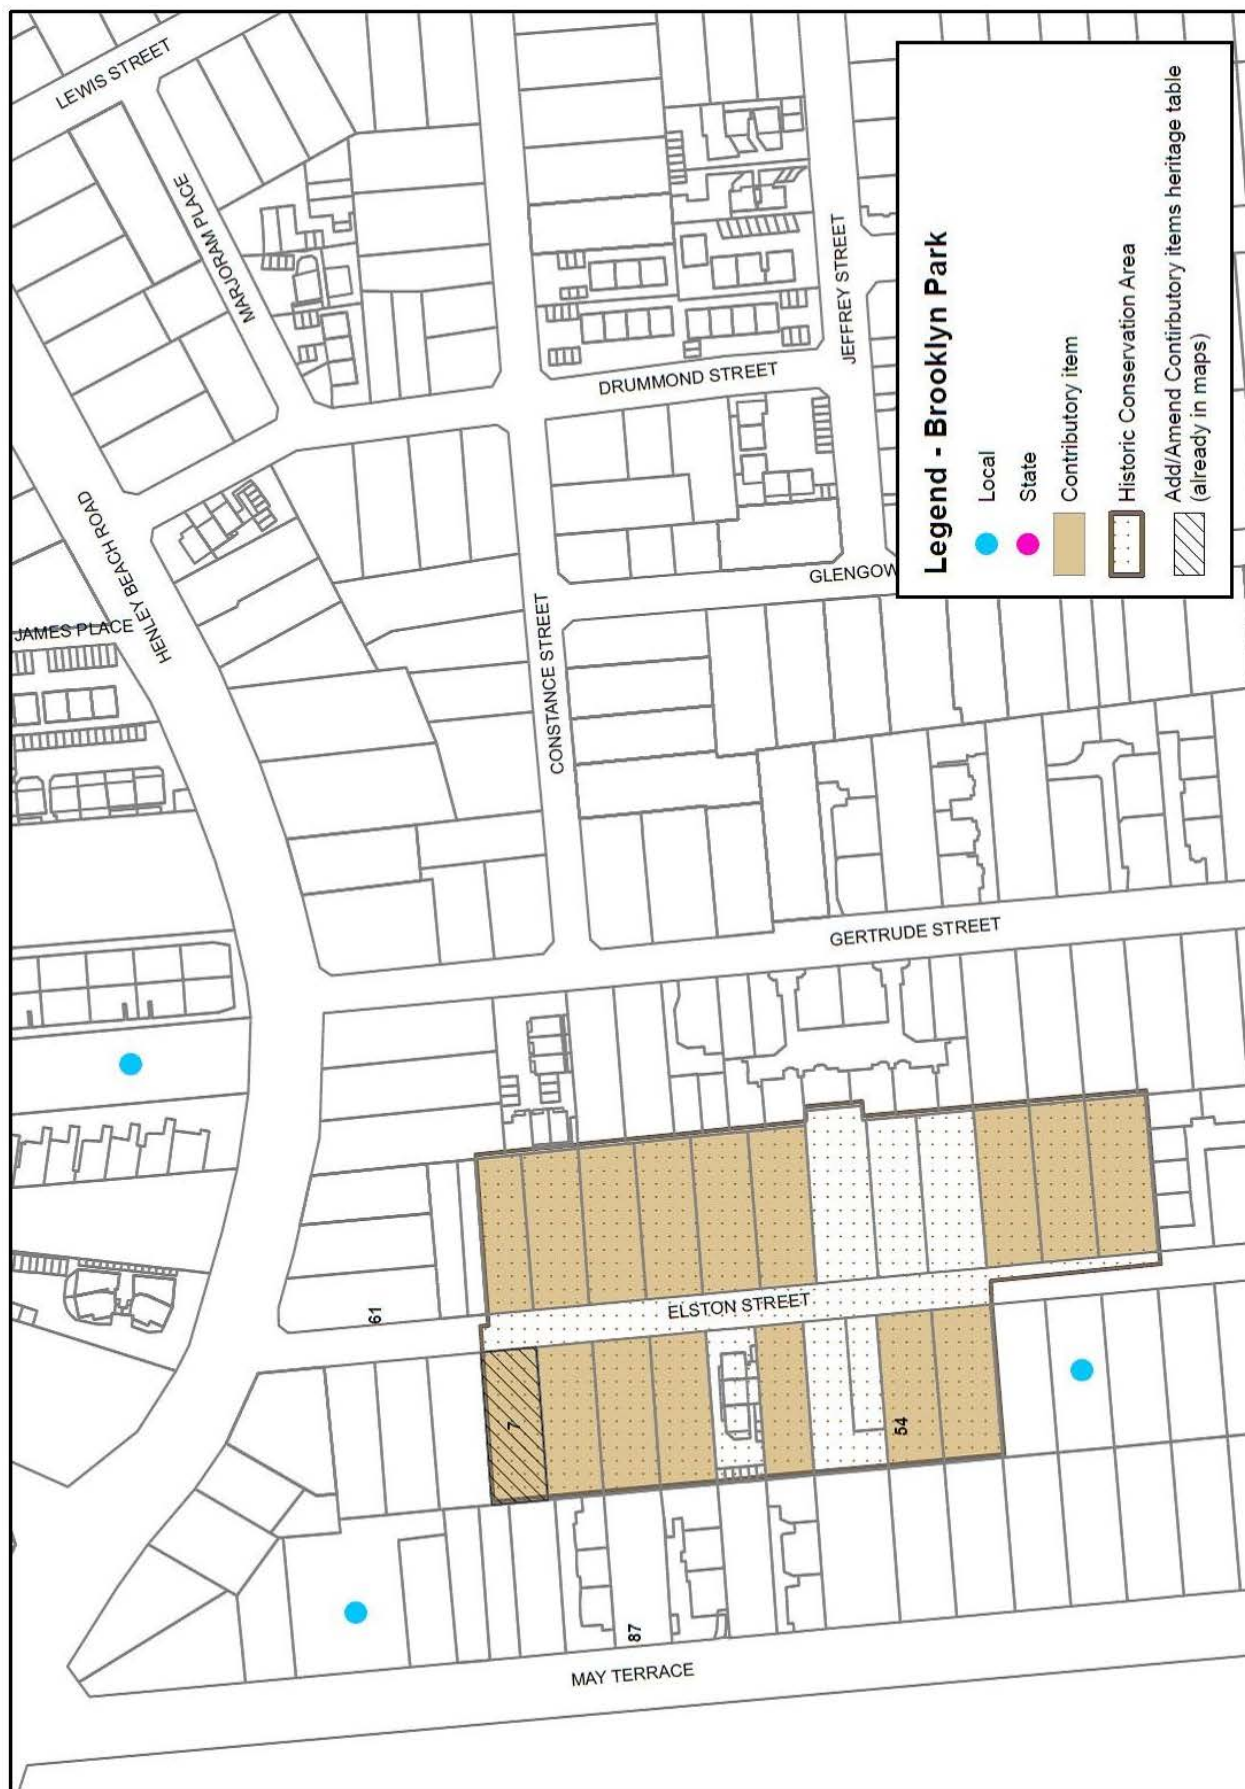 LEWIS STREET
MARJORAM PLACE
HENLEY BEACH ROAD
JAMES PLACE
DRUMMOND STREET
JEFFREY STREET
CONSTANCE STREET
GLENGOW
GERTRUDE STREET
ELSTON STREET
MAY TERRACE
61
7
54
87
Legend - Brooklyn Park
Local
State
Contributory item
Historic Conservation Area
Add/Amend Contirbutory items heritage table
(already in maps)